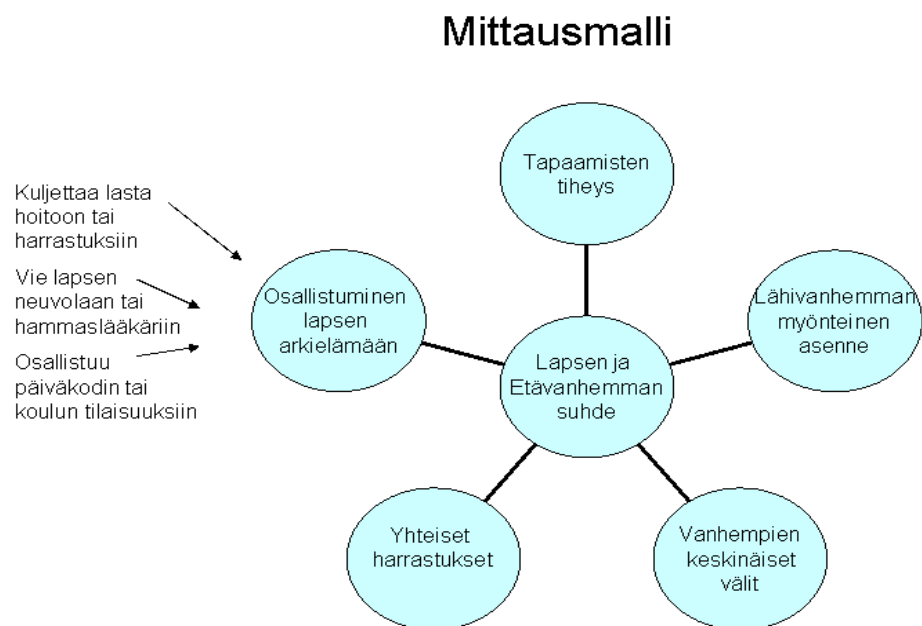 Mittausmalli
Tapaamisten
tiheys
Kuljettaa lasta
hoitoon tai
harrastuksiin
Vie lapsen
neuvolaan tai
hammaslääkäriin
Osallistuu
päiväkodin tai
koulun tilaisuuksiin
Osallistuminen
lapsen
arkielämään
Lähivanhemman
myönteinen
asenne
Lapsen ja
Etävanhemman
suhde
Yhteiset
harrastukset
Vanhempien
keskinäiset
välit